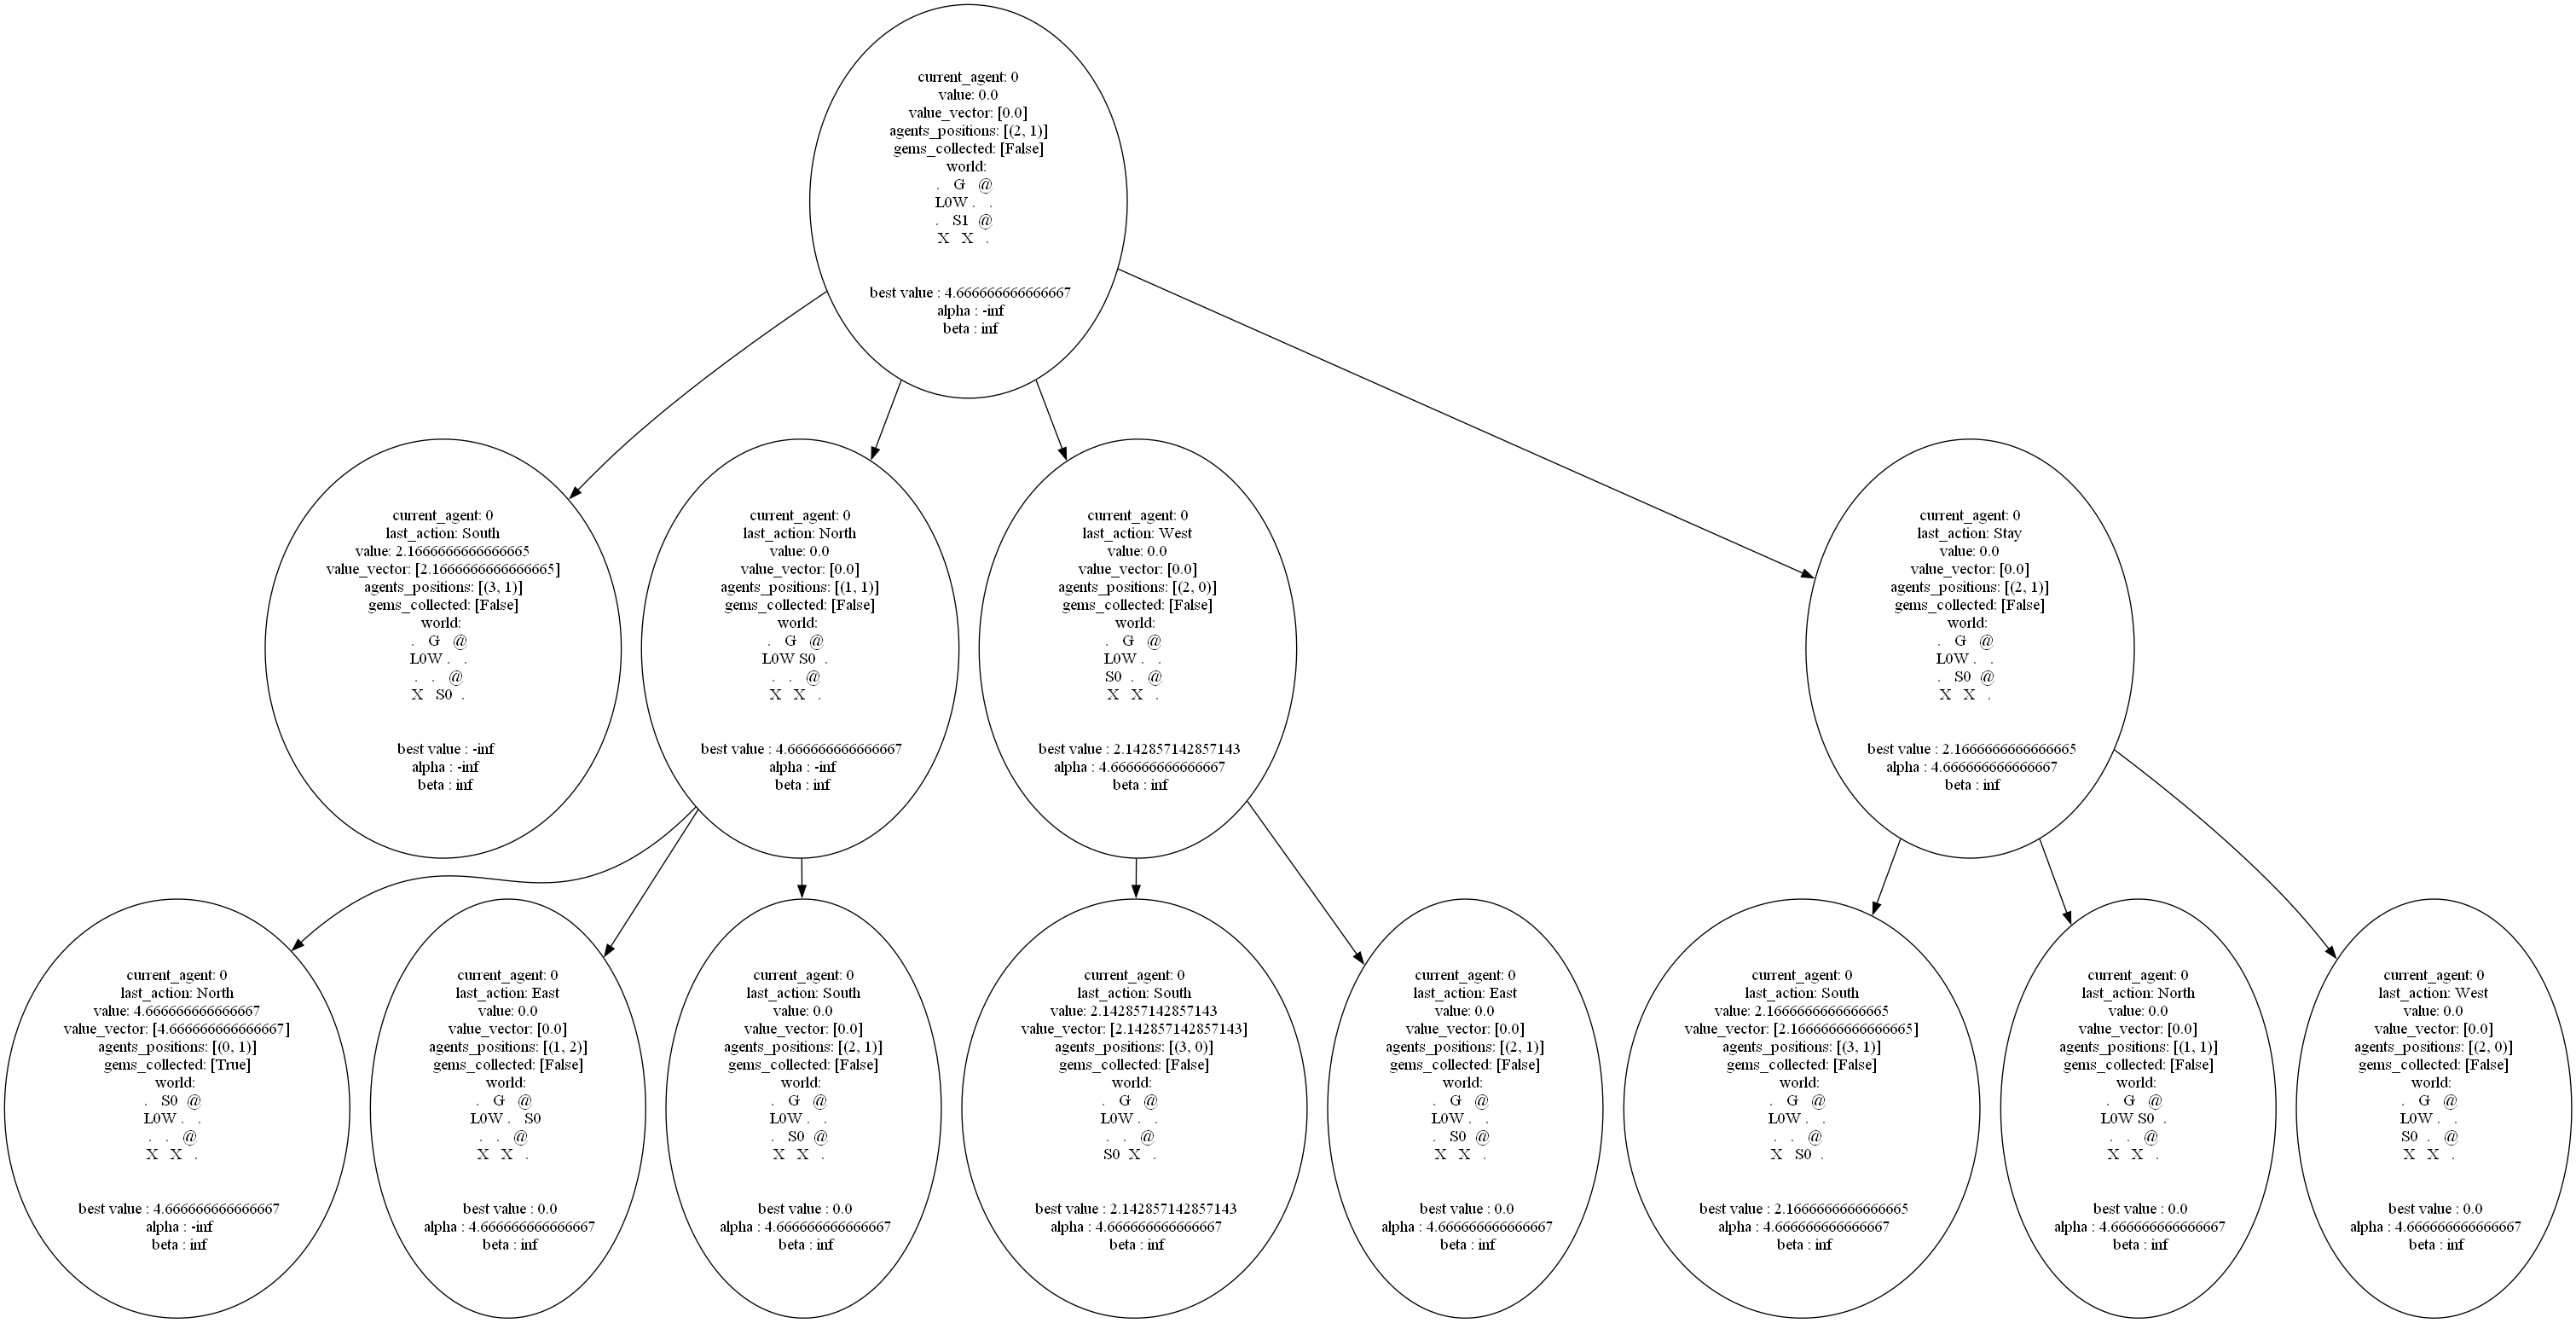 current_agent: 0
value: 0.0
value_vector: [0.0]
agents_positions: [(2, 1)]
gems_collected: [False]
world:
. G @
L0W . .
. S1 @
X X .
best value : 4.666666666666667
alpha : -inf
beta : inf
current_agent: 0
last_action: South
value: 2.1666666666666665
value_vector: [2.1666666666666665]
agents_positions: [(3, 1)]
gems_collected: [False]
world:
. G @
L0W . .
. . @
X S0 .
best value : -inf
alpha : -inf
beta : inf
current_agent: 0
last_action: North
value: 0.0
value_vector: [0.0]
agents_positions: [(1, 1)]
gems_collected: [False]
world:
. G @
L0W S0 .
. . @
X X .
best value : 4.666666666666667
alpha : -inf
beta : inf
current_agent: 0
last_action: West
value: 0.0
value_vector: [0.0]
agents_positions: [(2, 0)]
gems_collected: [False]
world:
. G @
L0W . .
S0 . @
X X .
best value : 2.142857142857143
alpha : 4.666666666666667
beta : inf
current_agent: 0
last_action: Stay
value: 0.0
value_vector: [0.0]
agents_positions: [(2, 1)]
gems_collected: [False]
world:
. G @
L0W . .
. S0 @
X X .
best value : 2.1666666666666665
alpha : 4.666666666666667
beta : inf
current_agent: 0
last_action: North
value: 4.666666666666667
value_vector: [4.666666666666667]
agents_positions: [(0, 1)]
gems_collected: [True]
world:
. S0 @
L0W . .
. . @
X X .
best value : 4.666666666666667
alpha : -inf
beta : inf
current_agent: 0
last_action: East
value: 0.0
value_vector: [0.0]
agents_positions: [(1, 2)]
gems_collected: [False]
world:
. G @
L0W . S0
. . @
X X .
best value : 0.0
alpha : 4.666666666666667
beta : inf
current_agent: 0
last_action: South
value: 0.0
value_vector: [0.0]
agents_positions: [(2, 1)]
gems_collected: [False]
world:
. G @
L0W . .
. S0 @
X X .
best value : 0.0
alpha : 4.666666666666667
beta : inf
current_agent: 0
last_action: South
value: 2.142857142857143
value_vector: [2.142857142857143]
agents_positions: [(3, 0)]
gems_collected: [False]
world:
. G @
L0W . .
. . @
S0 X .
best value : 2.142857142857143
alpha : 4.666666666666667
beta : inf
current_agent: 0
last_action: East
value: 0.0
value_vector: [0.0]
agents_positions: [(2, 1)]
gems_collected: [False]
world:
. G @
L0W . .
. S0 @
X X .
best value : 0.0
alpha : 4.666666666666667
beta : inf
current_agent: 0
last_action: South
value: 2.1666666666666665
value_vector: [2.1666666666666665]
agents_positions: [(3, 1)]
gems_collected: [False]
world:
. G @
L0W . .
. . @
X S0 .
best value : 2.1666666666666665
alpha : 4.666666666666667
beta : inf
current_agent: 0
last_action: North
value: 0.0
value_vector: [0.0]
agents_positions: [(1, 1)]
gems_collected: [False]
world:
. G @
L0W S0 .
. . @
X X .
best value : 0.0
alpha : 4.666666666666667
beta : inf
current_agent: 0
last_action: West
value: 0.0
value_vector: [0.0]
agents_positions: [(2, 0)]
gems_collected: [False]
world:
. G @
L0W . .
S0 . @
X X .
best value : 0.0
alpha : 4.666666666666667
beta : inf